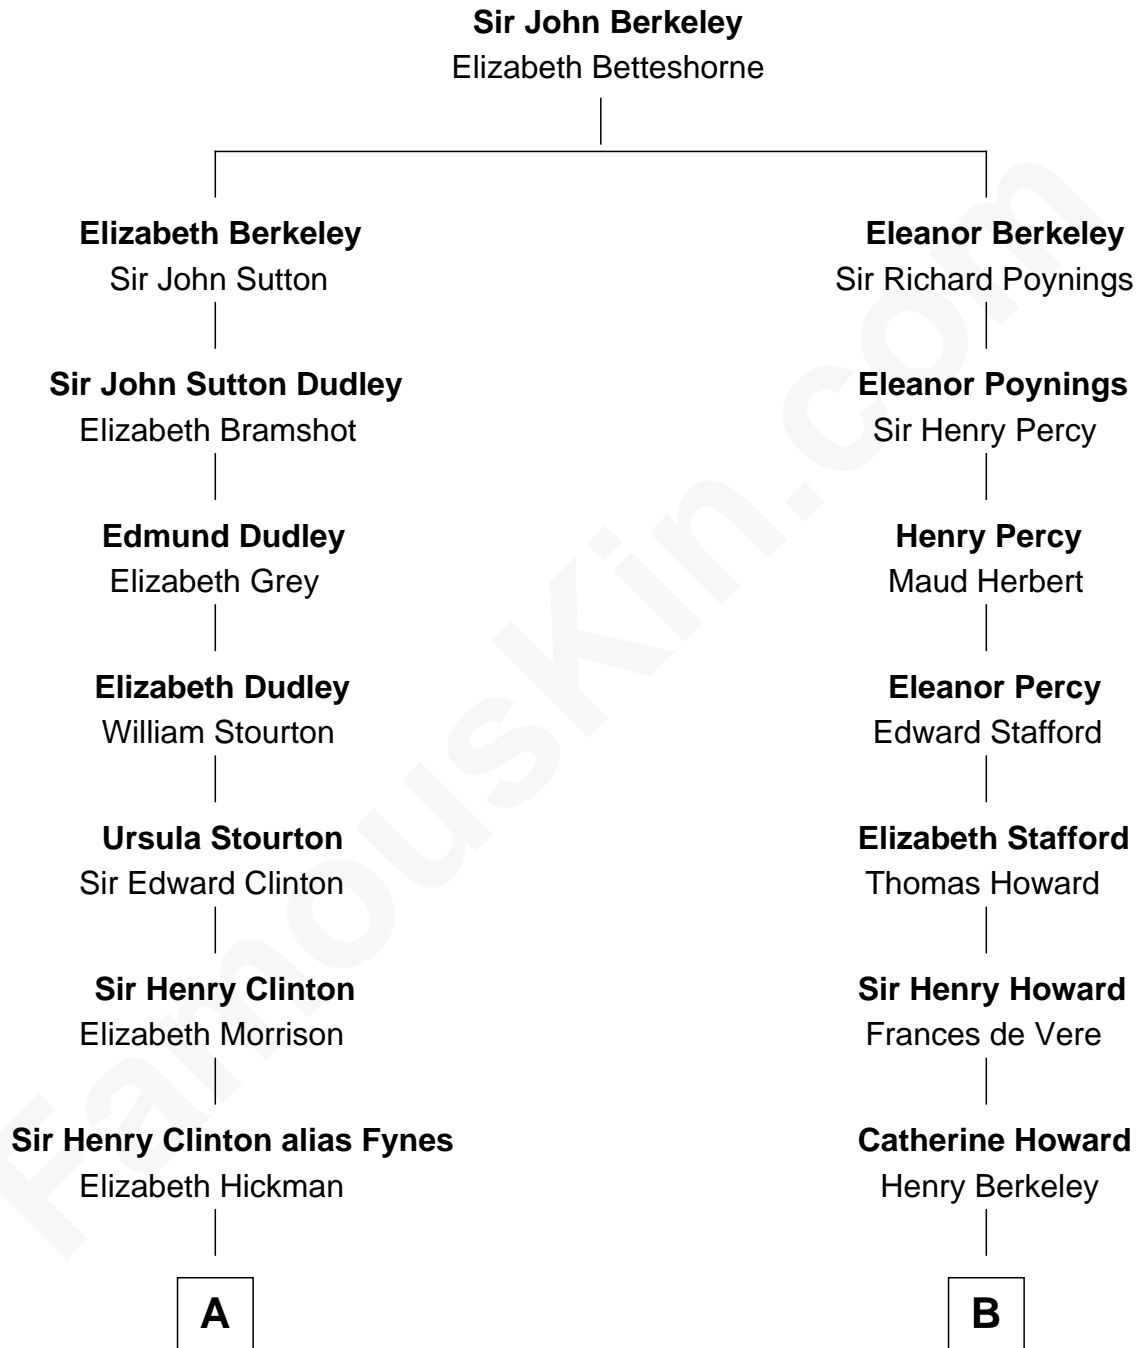 Sir John Berkeley
Elizabeth Betteshorne
Elizabeth Berkeley
Sir John Sutton
Eleanor Berkeley
Sir Richard Poynings
Sir John Sutton Dudley
Elizabeth Bramshot
Eleanor Poynings
Sir Henry Percy
Edmund Dudley
Elizabeth Grey
Henry Percy
Maud Herbert
Elizabeth Dudley
William Stourton
Eleanor Percy
Edward Stafford
Ursula Stourton
Sir Edward Clinton
Elizabeth Stafford
Thomas Howard
Sir Henry Clinton
Elizabeth Morrison
Sir Henry Howard
Frances de Vere
Sir Henry Clinton alias Fynes
Elizabeth Hickman
Catherine Howard
Henry Berkeley
A
B
FamousKin.com